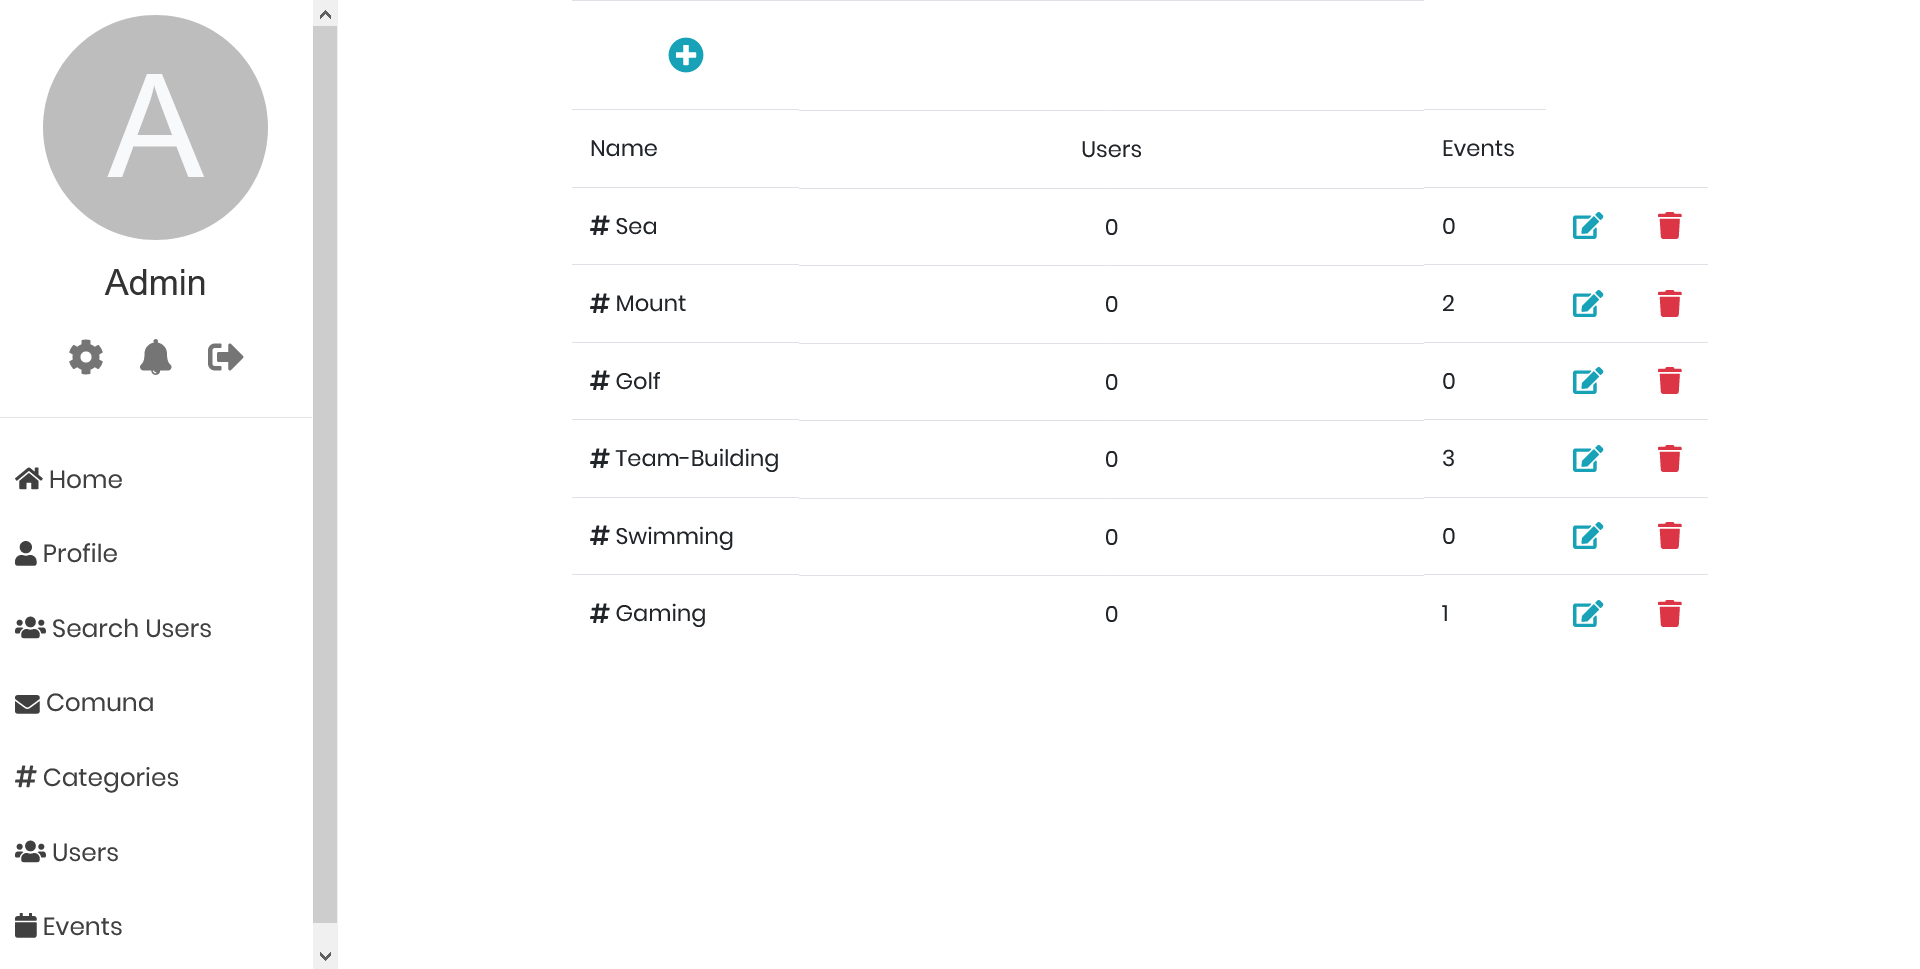 A
Admin
Home
Profile
Search Users
Comuna
# Categories
Users
Events
Name Users Events
# Sea 0 0
# Mount 0 2
# Golf 0 0
# Team-Building 0 3
# Swimming 0 0
# Gaming 0 1